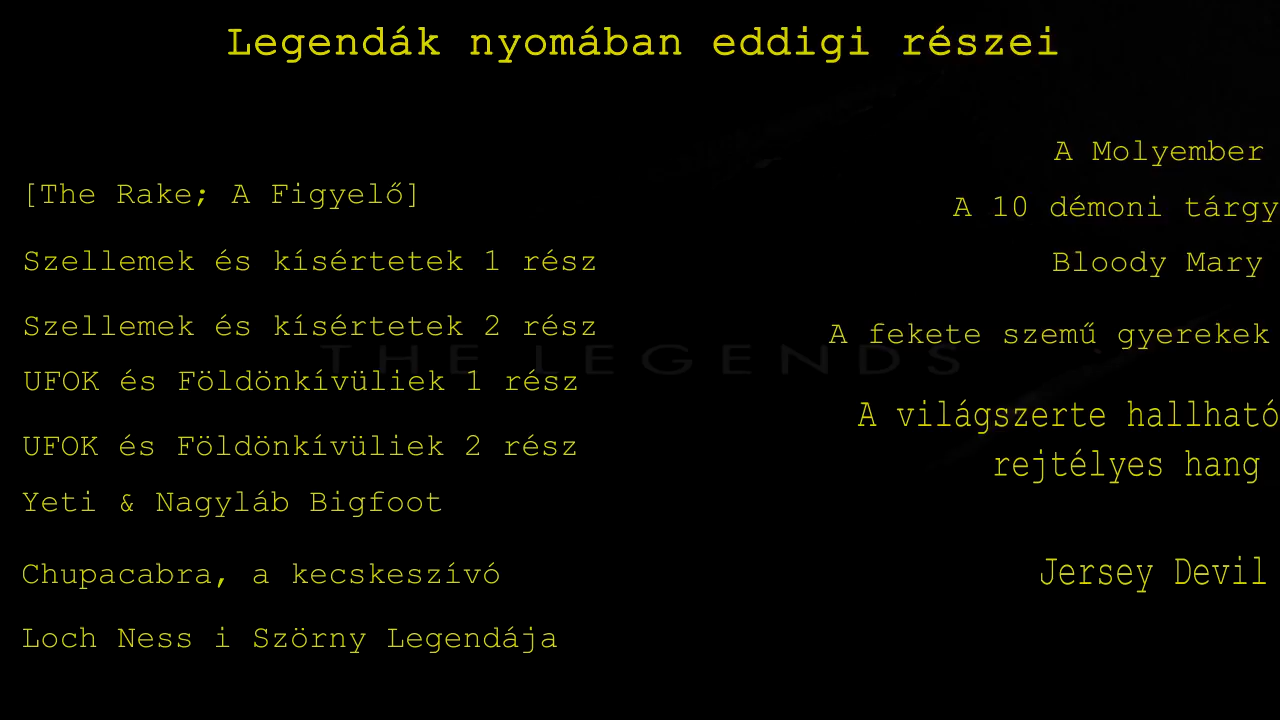 Legendák nyomában eddigi részei
[The Rake; A Figyelő]
Szellemek és kísértetek 1 rész
Szellemek és kísértetek 2 rész
UFOK és Földönkívüliek 1 rész
UFOK és Földönkívüliek 2 rész
Yeti & Nagyláb Bigfoot
Chupacabra, a kecskeszívó
Loch Ness i Szörny Legendája
A Molyember
A 10 démoni tárgy
Bloody Mary
A fekete szemű gyerekek
A világszerte hallható
rejtélyes hang
Jersey Devil
THE LEGENDS